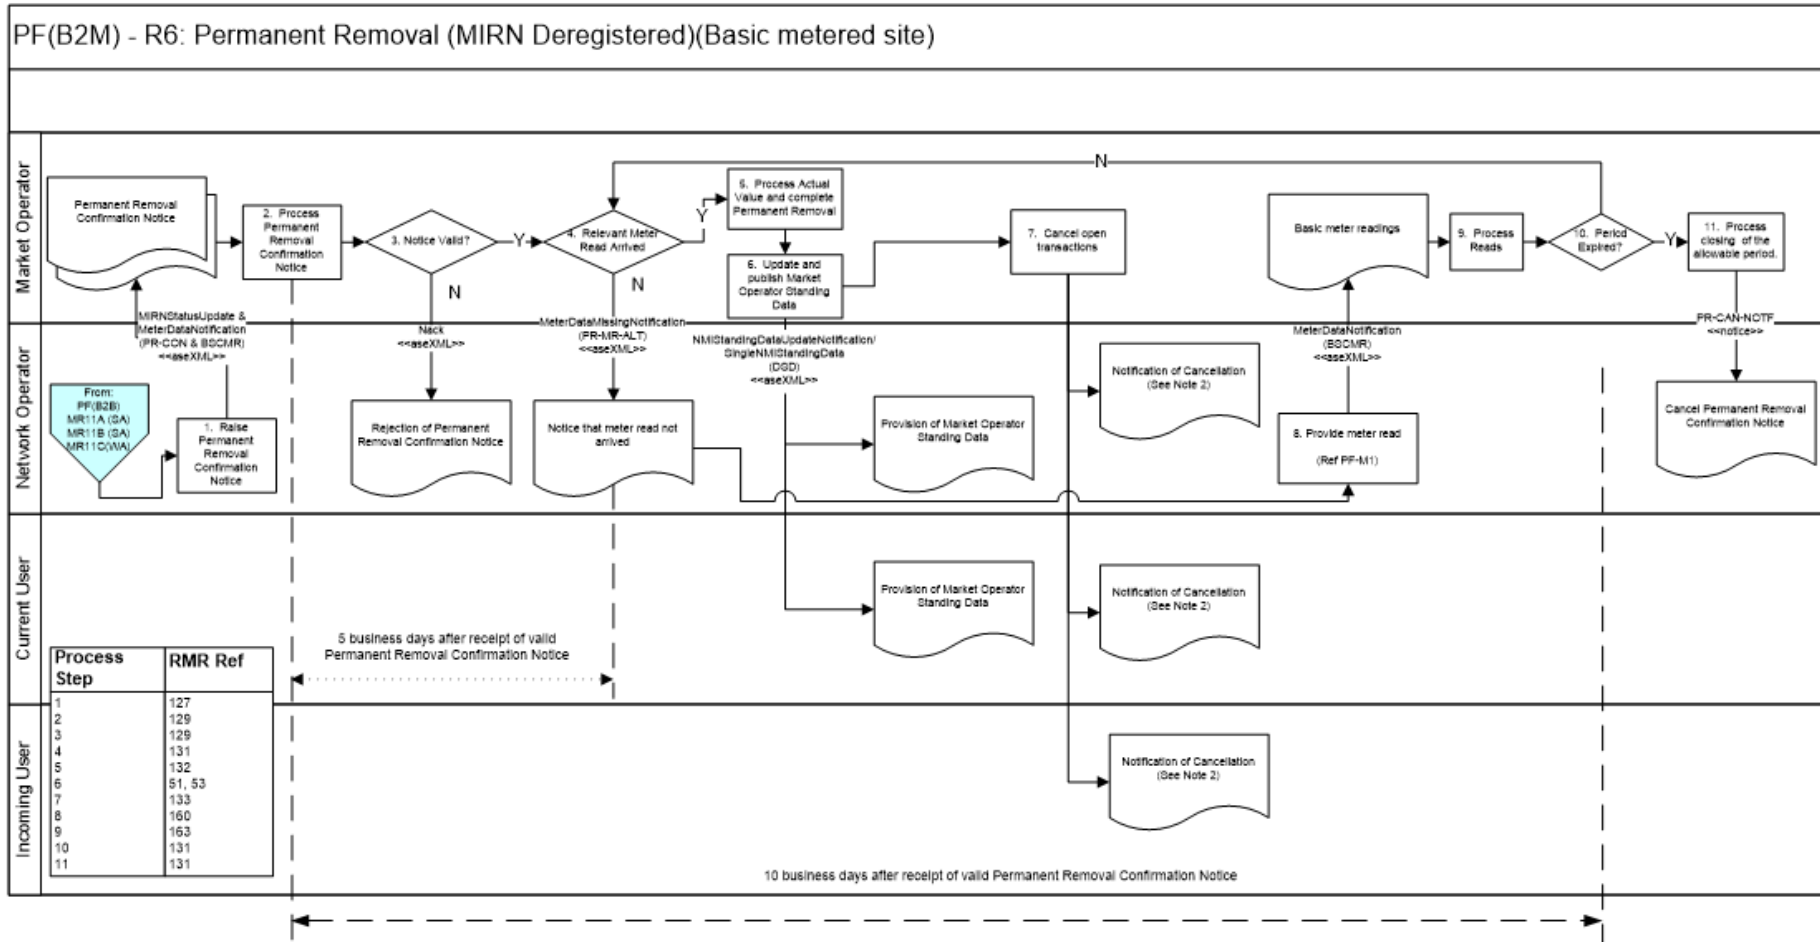 PF(B2M) - R6: Permanent Removal (MIRN Deregistered)(Basic metered site)
Market Operator
Permanent Removal
Confirmation Notice
2. Process
Permanent
Removal
Confirmation
Notice
3. Notice Valid?
Y
N
4. Relevant Meter
Read Arrived
Y
N
5. Process Actual
Value and complete
Permanent Removal
6. Update and
publish Market
Operator Standing
Data
7. Cancel open
transactions
N
Basic meter readings
9. Process
Reads
10. Period
Expired?
Y
11. Process
closing of the
allowable period.
MIRNStatusUpdate &
MeterDataNotification
(PR-CON & BSCMR)
<<aseXML>>
Nack
<<aseXML>>
MeterDataMissingNotification
(PR-MR-ALT)
<<aseXML>>
NMIStandingDataUpdateNotification/
SingleNMIStandingData
(DSD)
<<aseXML>>
MeterDataNotification
(BSCMR)
<<aseXML>>
PR-CAN-NOTF
<<notice>>
Network Operator
From:
PF(B2B)
MR11A (SA)
MR11B (SA)
MR11C(WA)
1. Raise
Permanent
Removal
Confirmation
Notice
Rejection of Permanent
Removal Confirmation Notice
Notice that meter read not
arrived
Provision of Market Operator
Standing Data
Notification of Cancellation
(See Note 2)
8. Provide meter read
(Ref PF-M1)
Cancel Permanent Removal
Confirmation Notice
Current User
5 business days after receipt of valid
Permanent Removal Confirmation Notice
Provision of Market Operator
Standing Data
Notification of Cancellation
(See Note 2)
Incoming User
Process Step RMR Ref
1 127
2 129
3 129
4 131
5 132
6 51, 53
7 133
8 160
9 163
10 131
11 131
Notification of Cancellation
(See Note 2)
10 business days after receipt of valid Permanent Removal Confirmation Notice